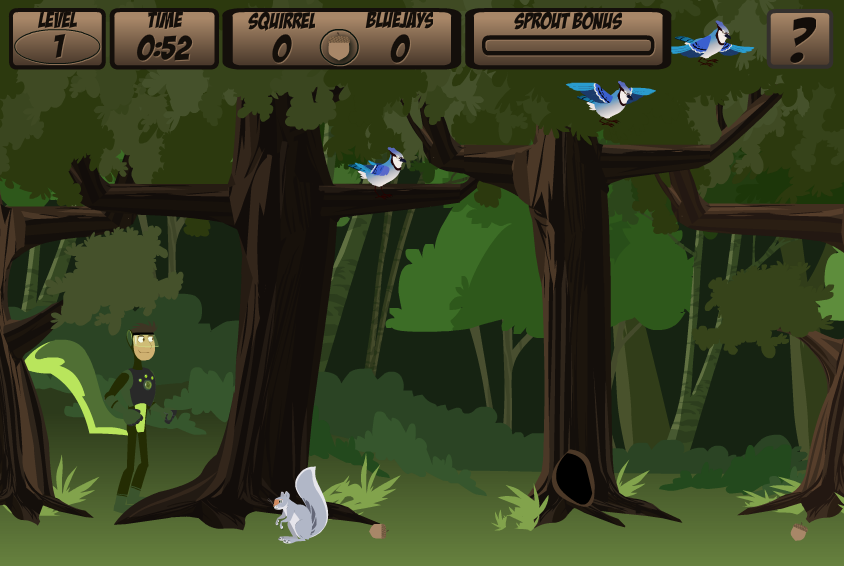 LEVEL
1
TIME
0:52
SQUIRREL
0
BLUEJAYS
0
SPROUT BONUS
?